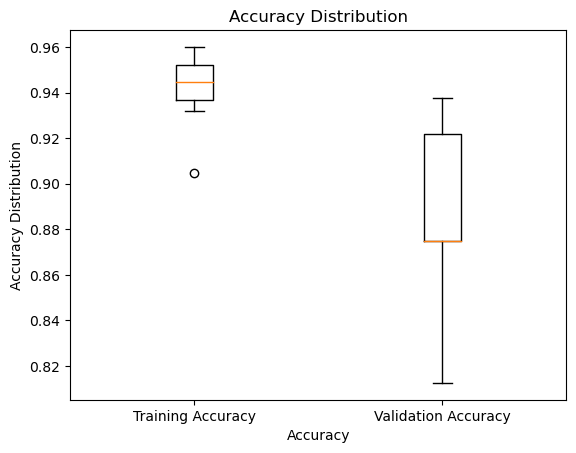 Accuracy Distribution
Accuracy Distribution
0.96
0.94
0.92
0.90
0.88
0.86
0.84
0.82
Training Accuracy
Validation Accuracy
Accuracy